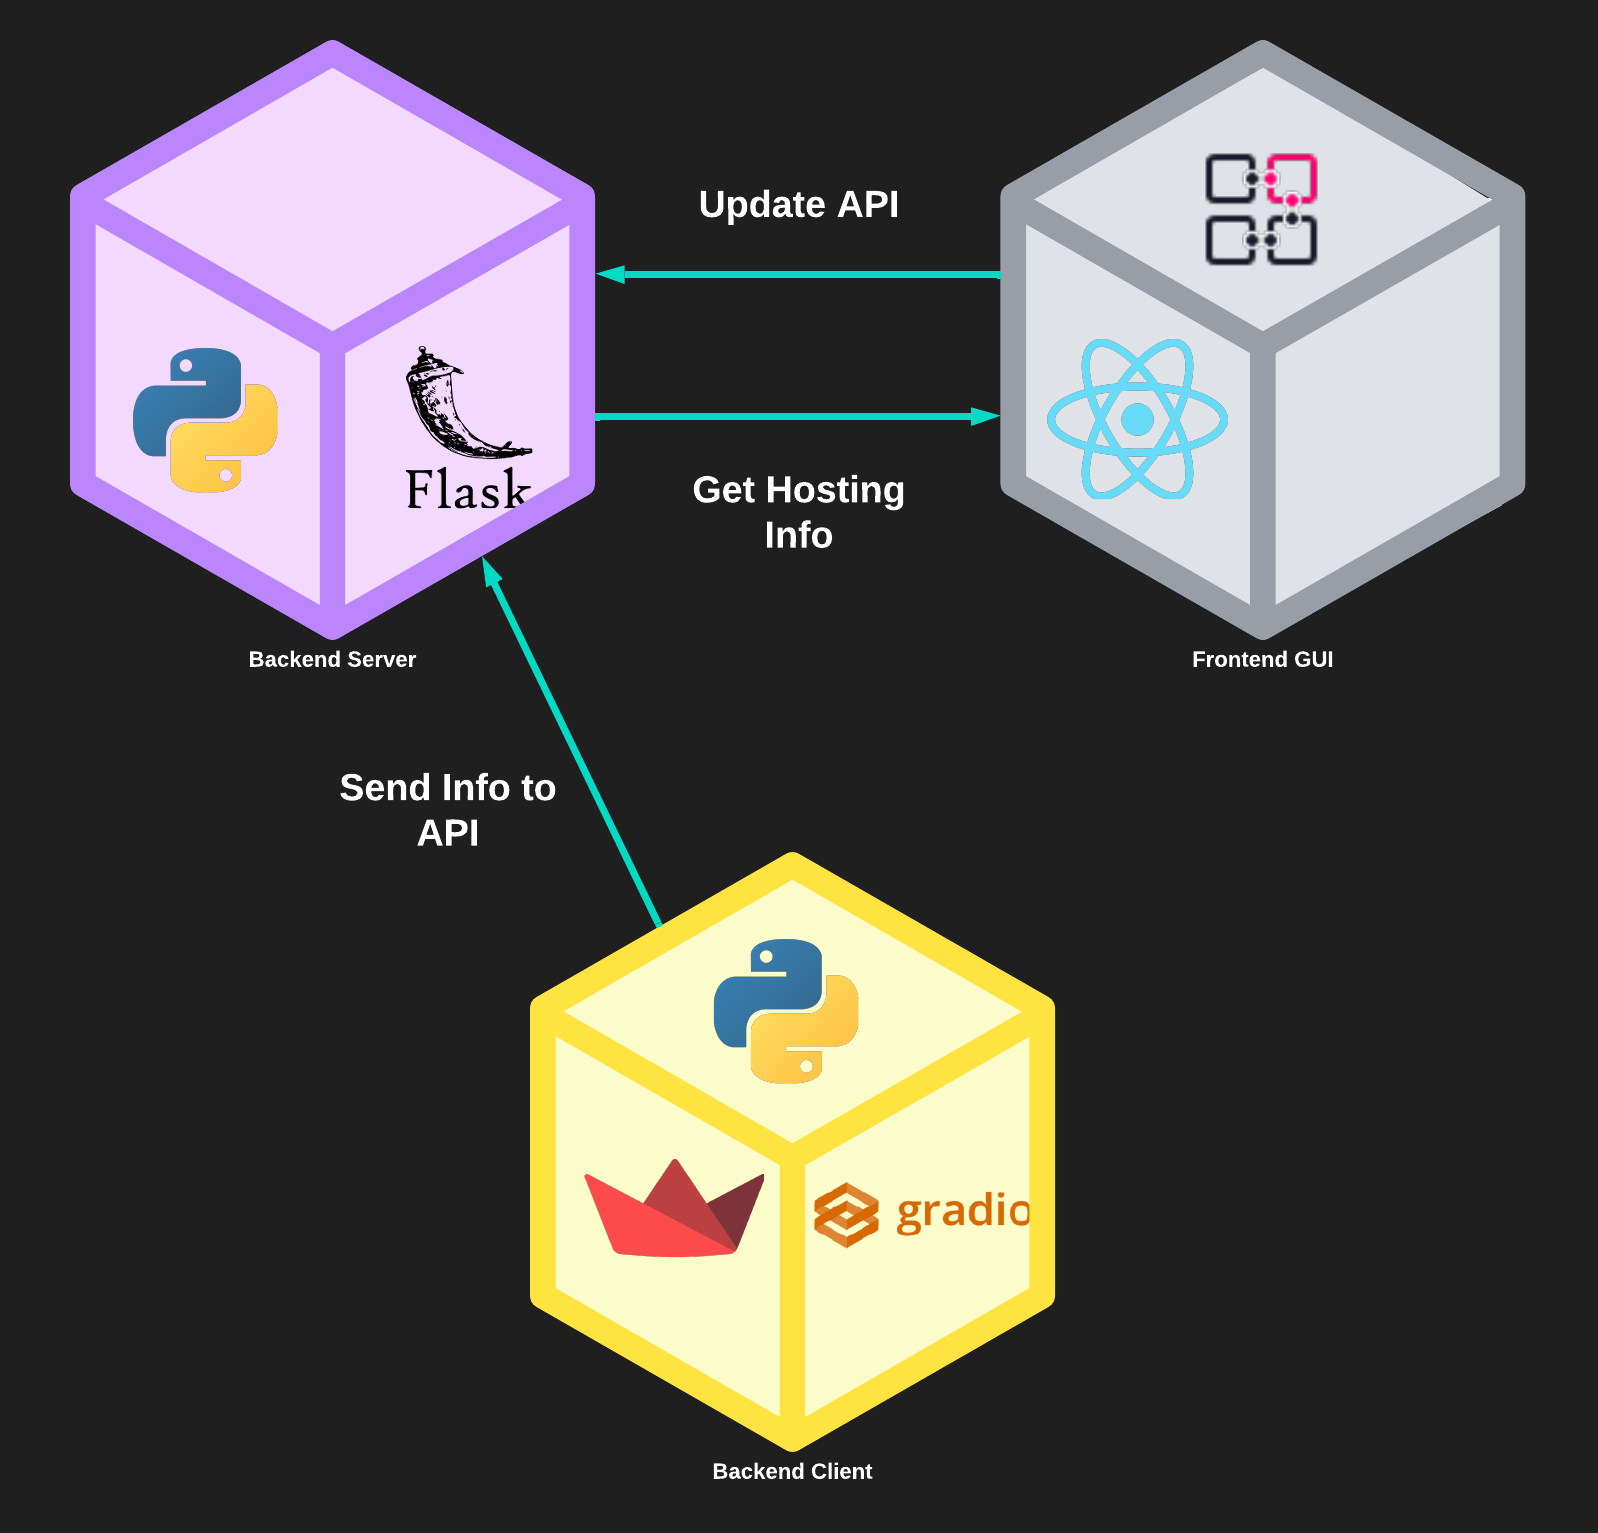 Update API
Flask
Get Hosting
Info
Backend Server
Frontend GUI
Send Info to
API
gradio
Backend Client